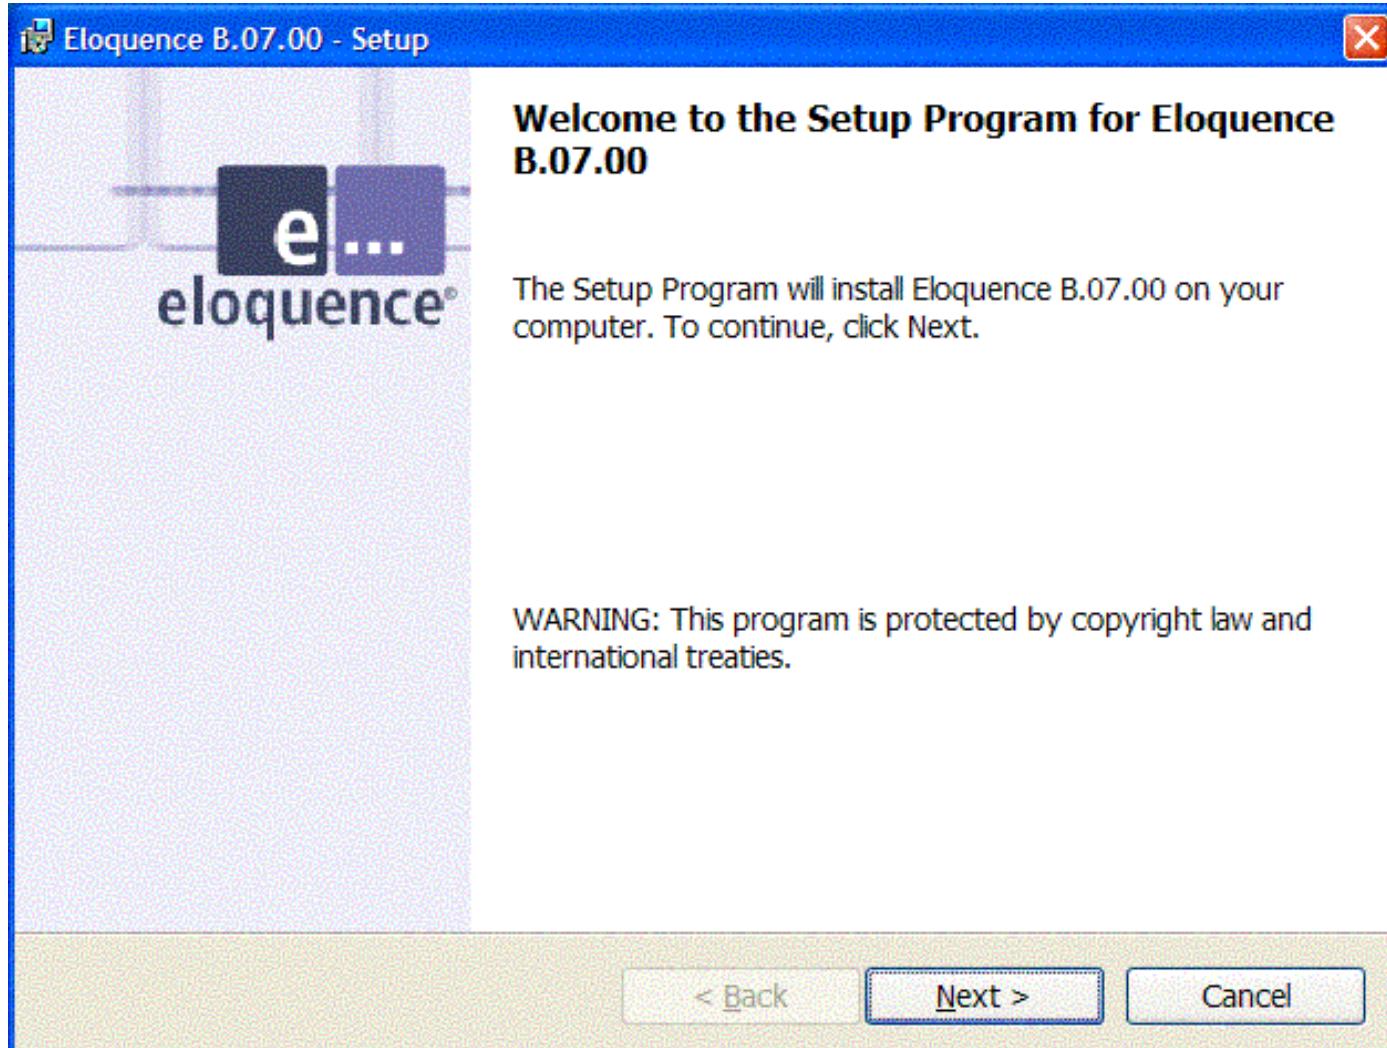 Eloquence B.07.00 - Setup
Welcome to the Setup Program for Eloquence
B.07.00
e...
eloquence®
The Setup Program will install Eloquence B.07.00 on your
computer. To continue, click Next.
WARNING: This program is protected by copyright law and
international treaties.
< Back
Next >
Cancel